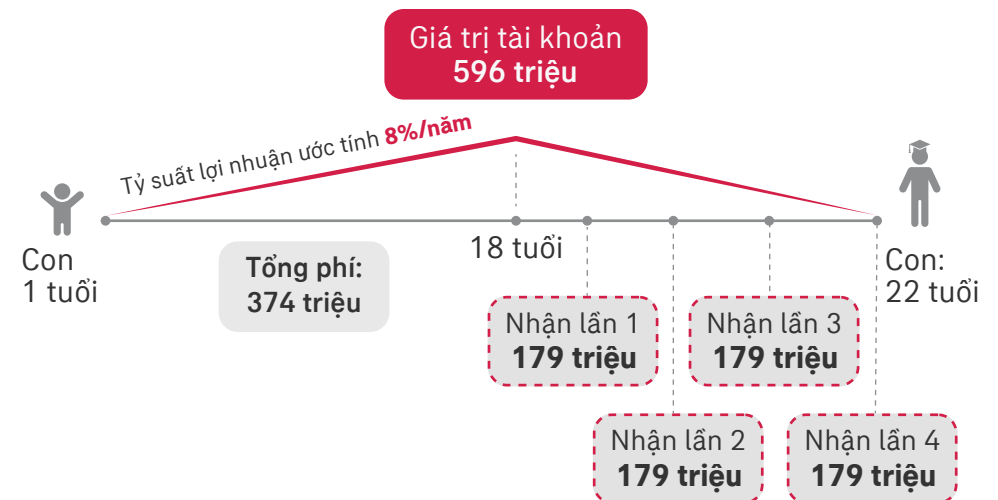 Giá trị tài khoản
596 triệu
Tỷ suất lợi nhuận ước tính 8%/năm
Con
1 tuổi
Tổng phí:
374 triệu
18 tuổi
Con:
22 tuổi
Nhận lần 1
179 triệu
Nhận lần 3
179 triệu
Nhận lần 2
179 triệu
Nhận lần 4
179 triệu